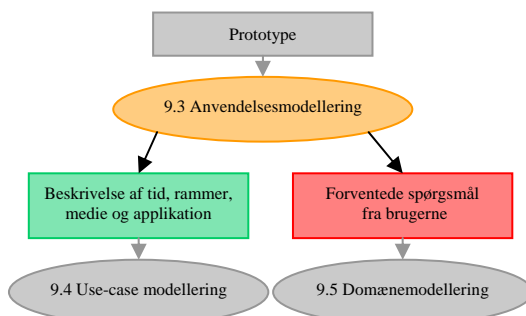 Prototype
9.3 Anvendelsesmodellering
Beskrivelse af tid, rammer,
medie og applikation
Forventede spørgsmål
fra brugerne
9.4 Use-case modellering
9.5 Domænemodellering